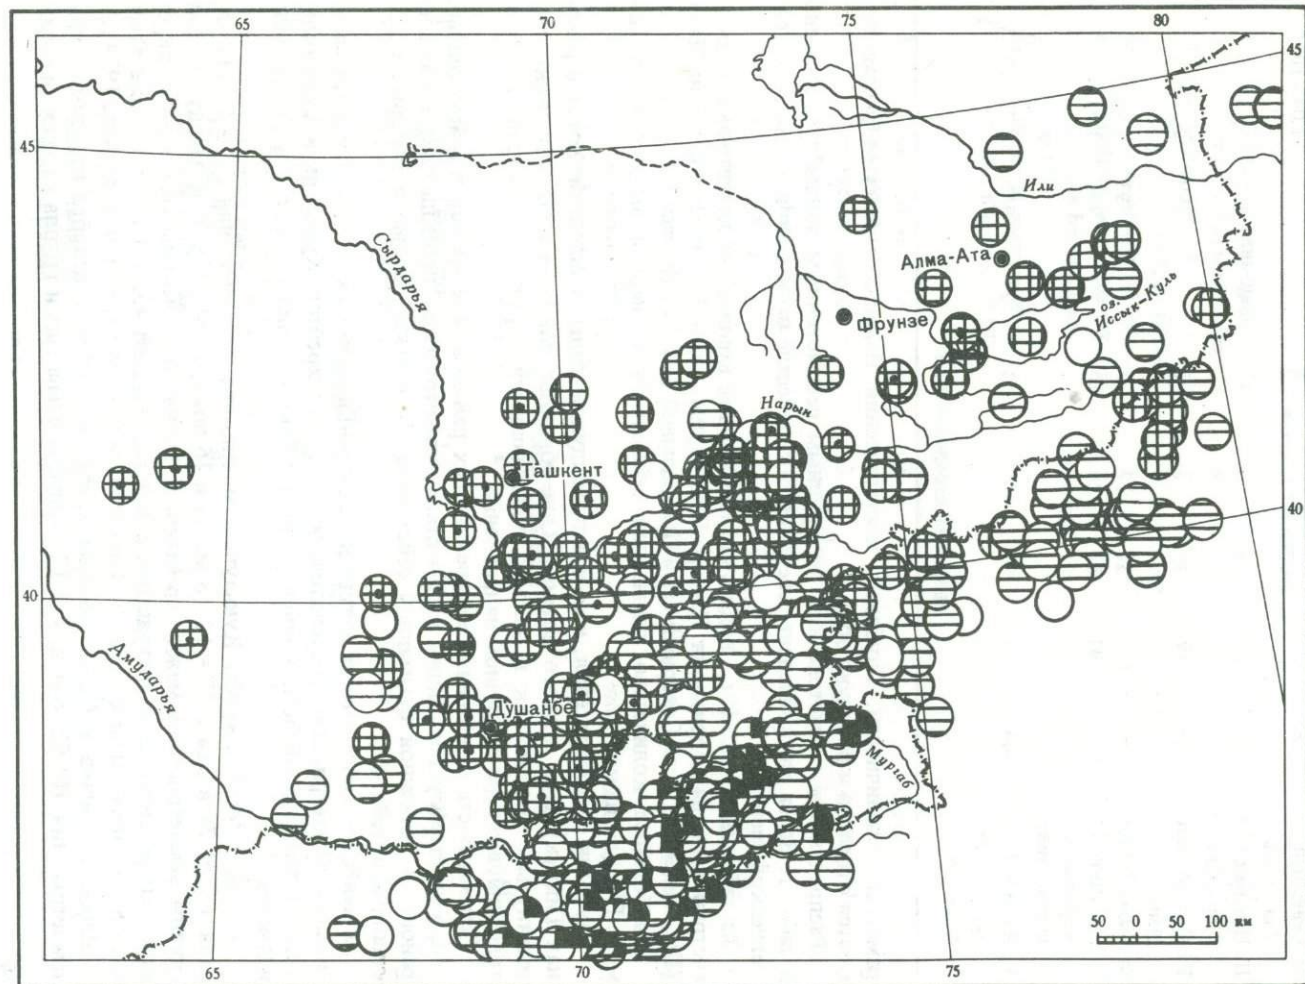 65
70
75
80
45
45
Или
Сырдарья
Алма-Ата
оз.
Иссык-Куль
Фрунзе
Нарын
Ташкент
40
40
Амударья
Душанбе
Мургаб
50 0 50 100 км
65
70
75